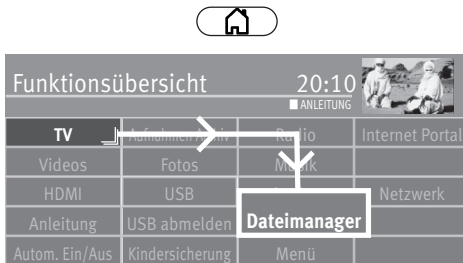 Funktionsübersicht 20:10
ANLEITUNG
TV Aufnahmen Archiv Radio Internet Portal
Videos Fotos Musik
HDMI USB Netzwerk
Anleitung USB abmelden Dateimanager
Autom. Ein/Aus Kindersicherung Menü